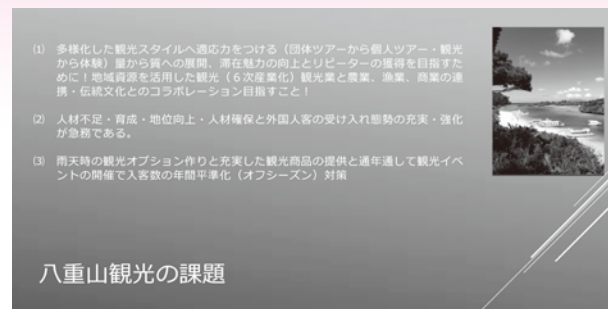 (1) 多様化した観光スタイルへ適応力をつける（団体ツアーから個人ツアー・観光
から体験）量から質への展開、滞在魅力の向上とリピーターの獲得を目指すた
めに！地域資源を活用した観光（６次産業化）観光業と農業、漁業、商業の連
携・伝統文化とのコラボレーション目指すこと！
(2) 人材不足・育成・地位向上・人材確保と外国人客の受け入れ態勢の充実・強化
が急務である。
(3) 雨天時の観光オプション作りと充実した観光商品の提供と通年通して観光イベ
ントの開催で入客数の年間平準化（オフシーズン）対策
八重山観光の課題